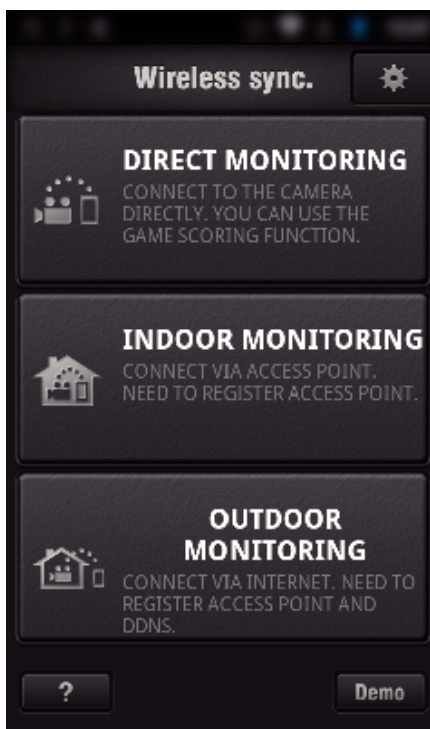 Wireless sync.
DIRECT MONITORING
CONNECT TO THE CAMERA
DIRECTLY. YOU CAN USE THE
GAME SCORING FUNCTION.
INDOOR MONITORING
CONNECT VIA ACCESS POINT.
NEED TO REGISTER ACCESS POINT.
OUTDOOR
MONITORING
CONNECT VIA INTERNET. NEED TO
REGISTER ACCESS POINT AND
DDNS.
?
Demo